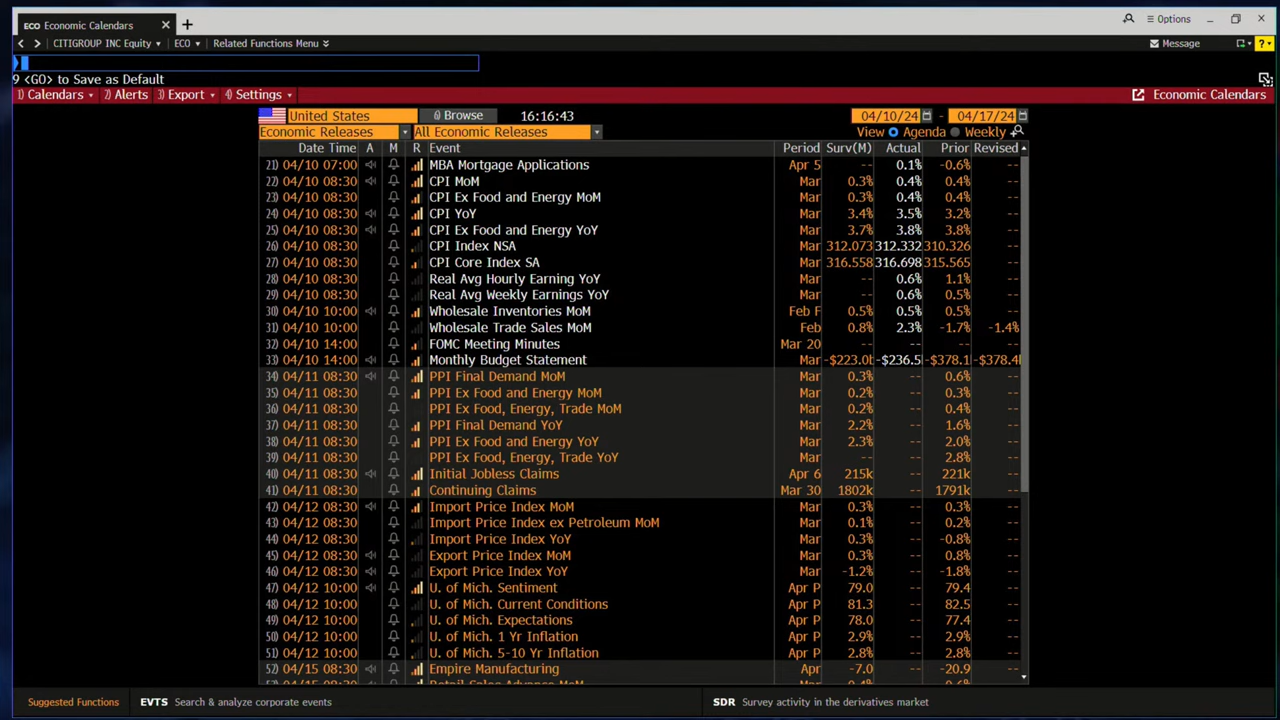 ECO Economic Calendars
Options
CITIGROUP INC Equity ECO Related Functions Menu
Message
9 <GO> to Save as Default
1) Calendars 2) Alerts 3) Export 4) Settings Economic Calendars
United States Browse 16:16:43 04/10/24 - 04/17/24
Economic Releases All Economic Releases View Agenda Weekly
Date Time A M R Event Period Surv(M) Actual Prior Revised
21) 04/10 07:00 MBA Mortgage Applications Apr 5 -- 0.1% -0.6% --
22) 04/10 08:30 CPI MoM Mar 0.3% 0.4% 0.4% --
23) 04/10 08:30 CPI Ex Food and Energy MoM Mar 0.3% 0.4% 0.4% --
24) 04/10 08:30 CPI YoY Mar 3.4% 3.5% 3.2% --
25) 04/10 08:30 CPI Ex Food and Energy YoY Mar 3.7% 3.8% 3.8% --
26) 04/10 08:30 CPI Index NSA Mar 312.073 312.332 310.326 --
27) 04/10 08:30 CPI Core Index SA Mar 316.558 316.698 315.565 --
28) 04/10 08:30 Real Avg Hourly Earning YoY Mar -- 0.6% 1.1% --
29) 04/10 08:30 Real Avg Weekly Earnings YoY Mar -- 0.6% 0.5% --
30) 04/10 10:00 Wholesale Inventories MoM Feb F 0.5% 0.5% 0.5% --
31) 04/10 10:00 Wholesale Trade Sales MoM Feb 0.8% 2.3% -1.7% -1.4%
32) 04/10 14:00 FOMC Meeting Minutes Mar 20 -- -- -- --
33) 04/10 14:00 Monthly Budget Statement Mar -$223.0b -$236.5 -$378.1 -$378.4
34) 04/11 08:30 PPI Final Demand MoM Mar 0.3% -- 0.6% --
35) 04/11 08:30 PPI Ex Food and Energy MoM Mar 0.2% -- 0.3% --
36) 04/11 08:30 PPI Ex Food, Energy, Trade MoM Mar 0.2% -- 0.4% --
37) 04/11 08:30 PPI Final Demand YoY Mar 2.2% -- 1.6% --
38) 04/11 08:30 PPI Ex Food and Energy YoY Mar 2.3% -- 2.0% --
39) 04/11 08:30 PPI Ex Food, Energy, Trade YoY Mar -- -- 2.8% --
40) 04/11 08:30 Initial Jobless Claims Apr 6 215k -- 221k --
41) 04/11 08:30 Continuing Claims Mar 30 1802k -- 1791k --
42) 04/12 08:30 Import Price Index MoM Mar 0.3% -- 0.3% --
43) 04/12 08:30 Import Price Index ex Petroleum MoM Mar 0.1% -- 0.2% --
44) 04/12 08:30 Import Price Index YoY Mar 0.3% -- -0.8% --
45) 04/12 08:30 Export Price Index MoM Mar 0.3% -- 0.8% --
46) 04/12 08:30 Export Price Index YoY Mar -1.2% -- -1.8% --
47) 04/12 10:00 U. of Mich. Sentiment Apr P 79.0 -- 79.4 --
48) 04/12 10:00 U. of Mich. Current Conditions Apr P 81.3 -- 82.5 --
49) 04/12 10:00 U. of Mich. Expectations Apr P 78.0 -- 77.4 --
50) 04/12 10:00 U. of Mich. 1 Yr Inflation Apr P 2.9% -- 2.9% --
51) 04/12 10:00 U. of Mich. 5-10 Yr Inflation Apr P 2.8% -- 2.8% --
52) 04/15 08:30 Empire Manufacturing Apr -7.0 -- -20.9 --
Suggested Functions EVTS Search & analyze corporate events SDR Survey activity in the derivatives market